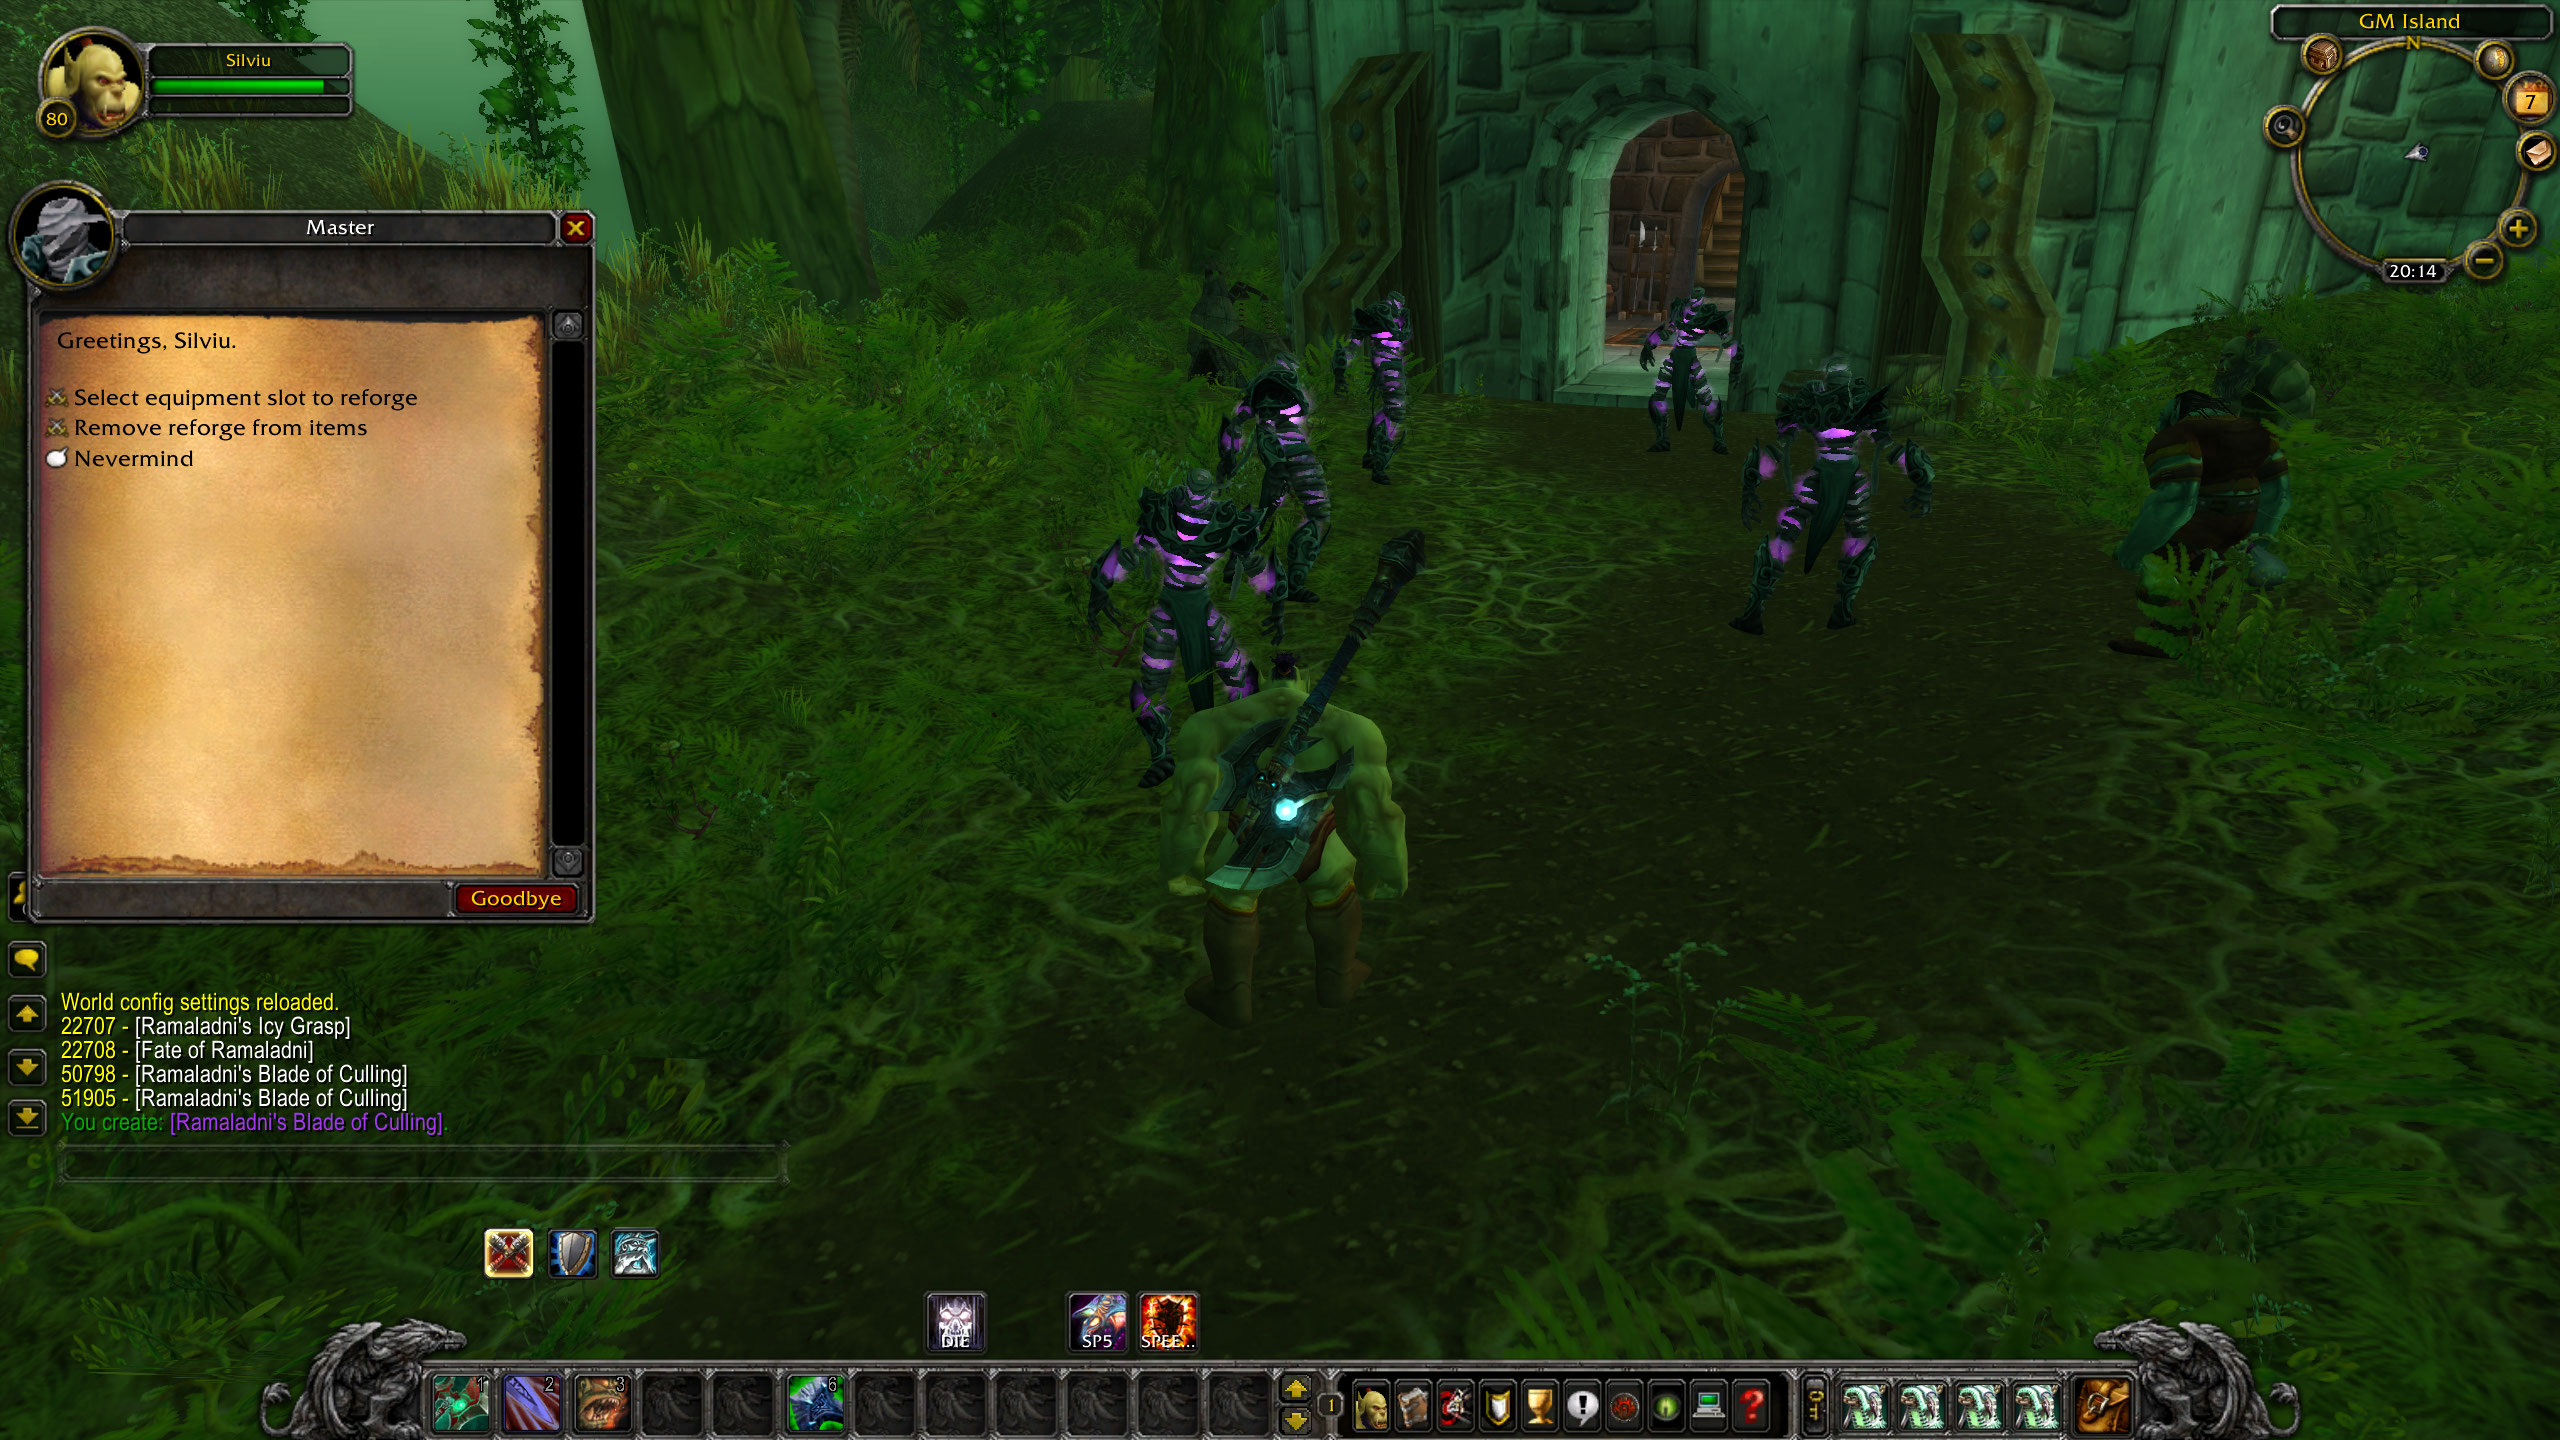 Silviu
80
GM Island
N
7
20:14
Master
Greetings, Silviu.
Select equipment slot to reforge
Remove reforge from items
Nevermind
Goodbye
World config settings reloaded.
22707 - [Ramaladni's Icy Grasp]
22708 - [Fate of Ramaladni]
50798 - [Ramaladni's Blade of Culling]
51905 - [Ramaladni's Blade of Culling]
You create: [Ramaladni's Blade of Culling].
DIE
SP5
SPEE...
1
2
3
6
1